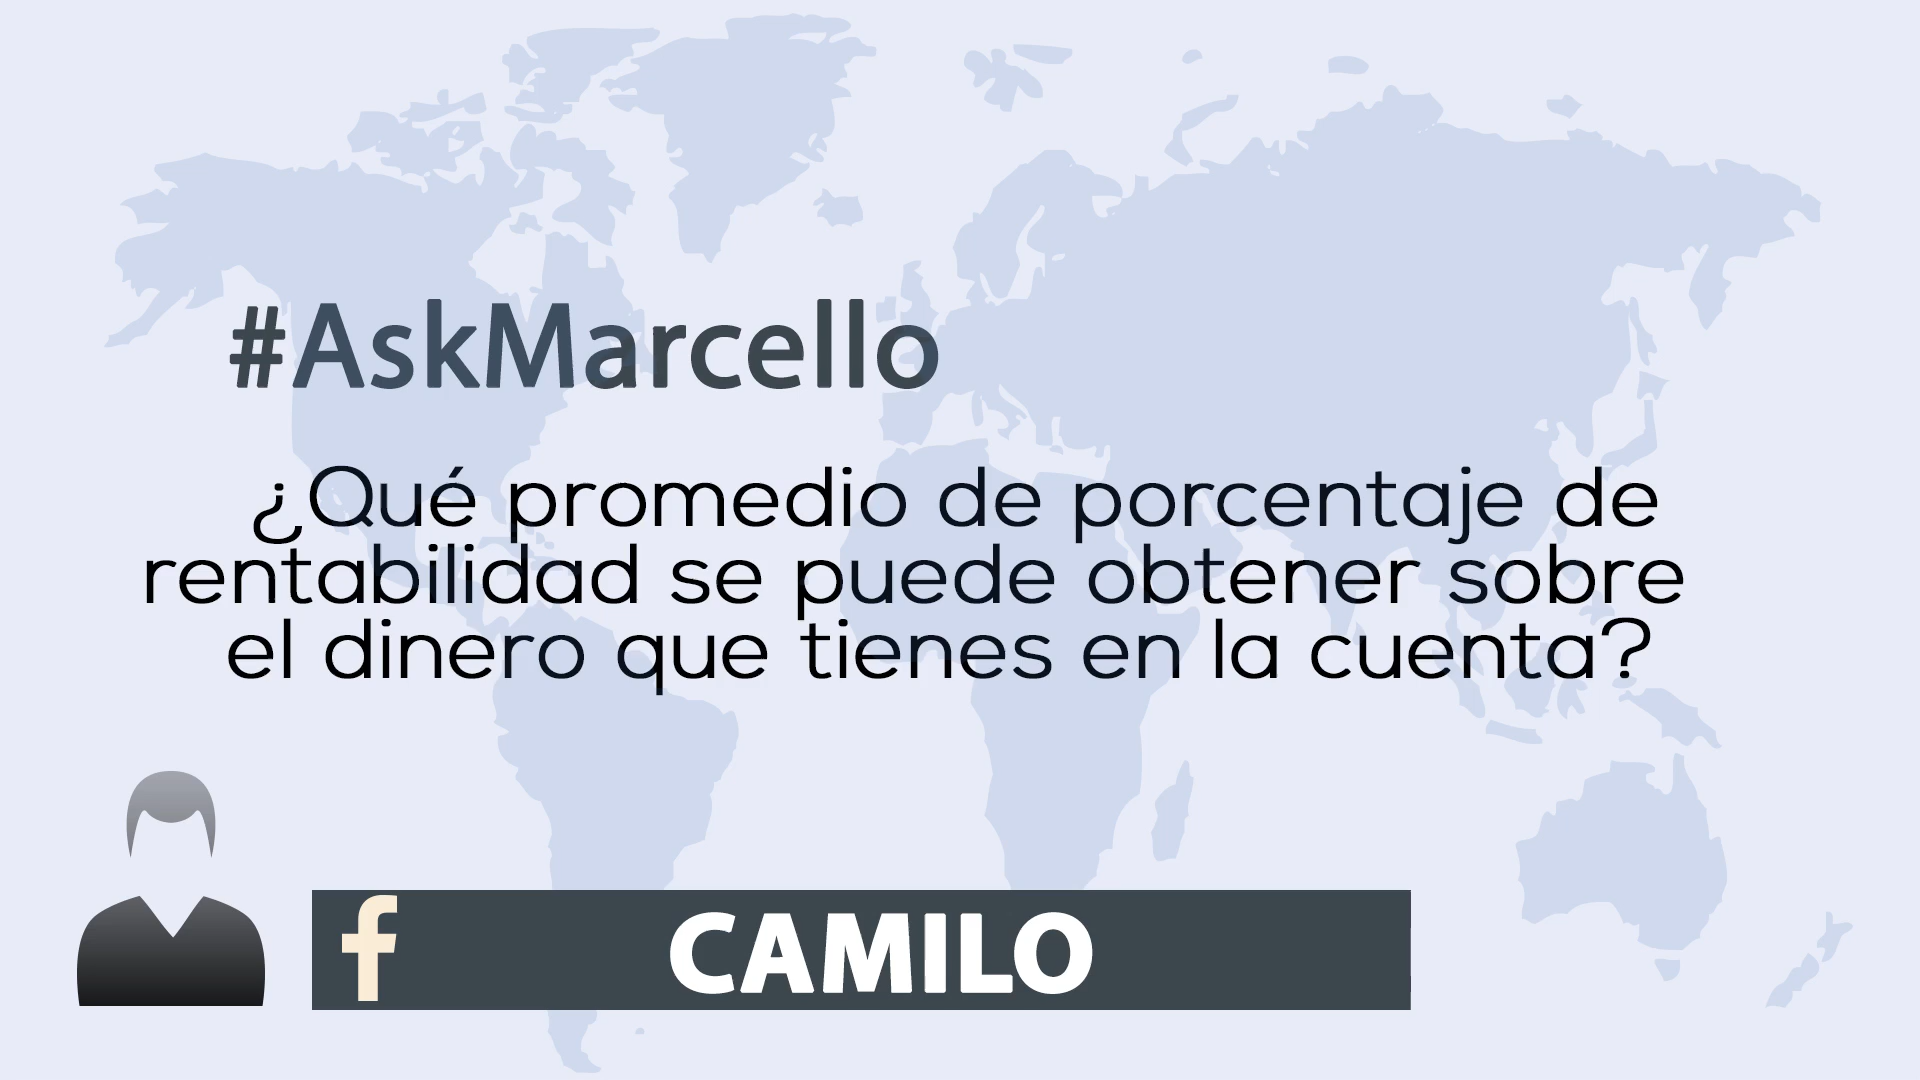 #AskMarcello
¿Qué promedio de porcentaje de
rentabilidad se puede obtener sobre
el dinero que tienes en la cuenta?
f CAMILO